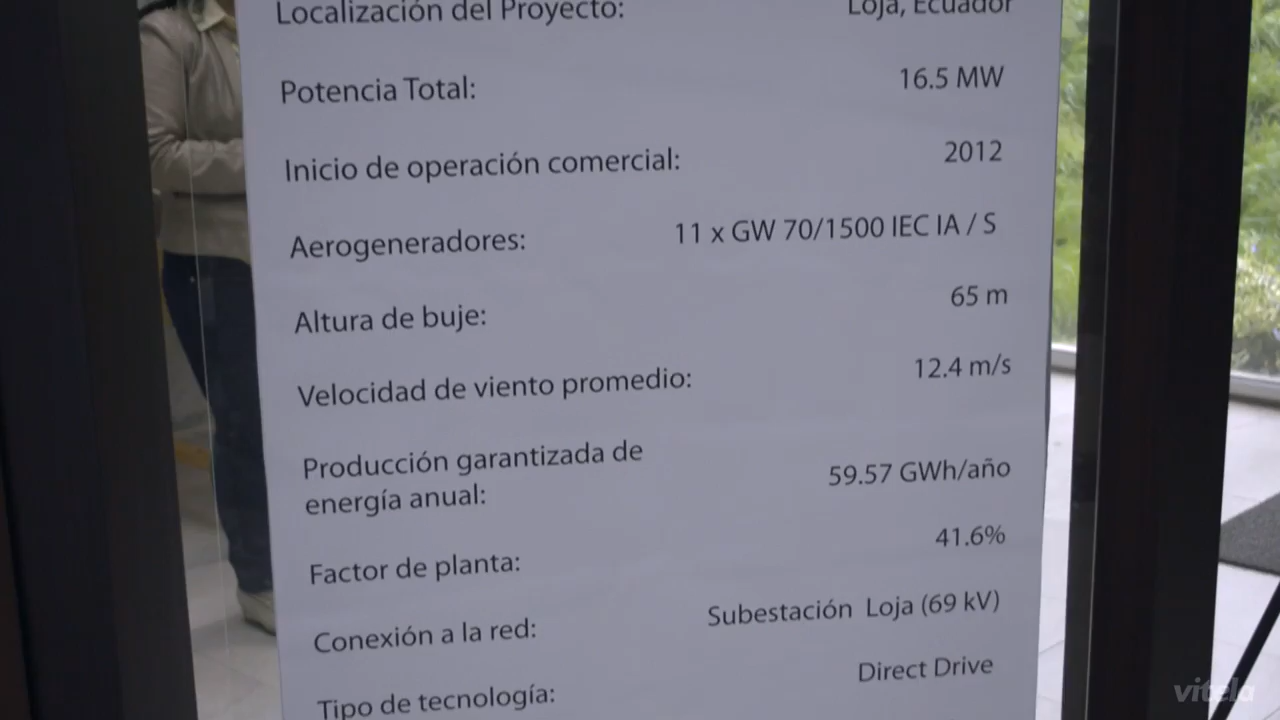 Localización del Proyecto: Loja, Ecuador
Potencia Total: 16.5 MW
Inicio de operación comercial: 2012
Aerogeneradores: 11 x GW 70/1500 IEC IA / S
Altura de buje: 65 m
Velocidad de viento promedio: 12.4 m/s
Producción garantizada de
energía anual: 59.57 GWh/año
Factor de planta: 41.6%
Conexión a la red: Subestación Loja (69 kV)
Tipo de tecnología: Direct Drive
vitela